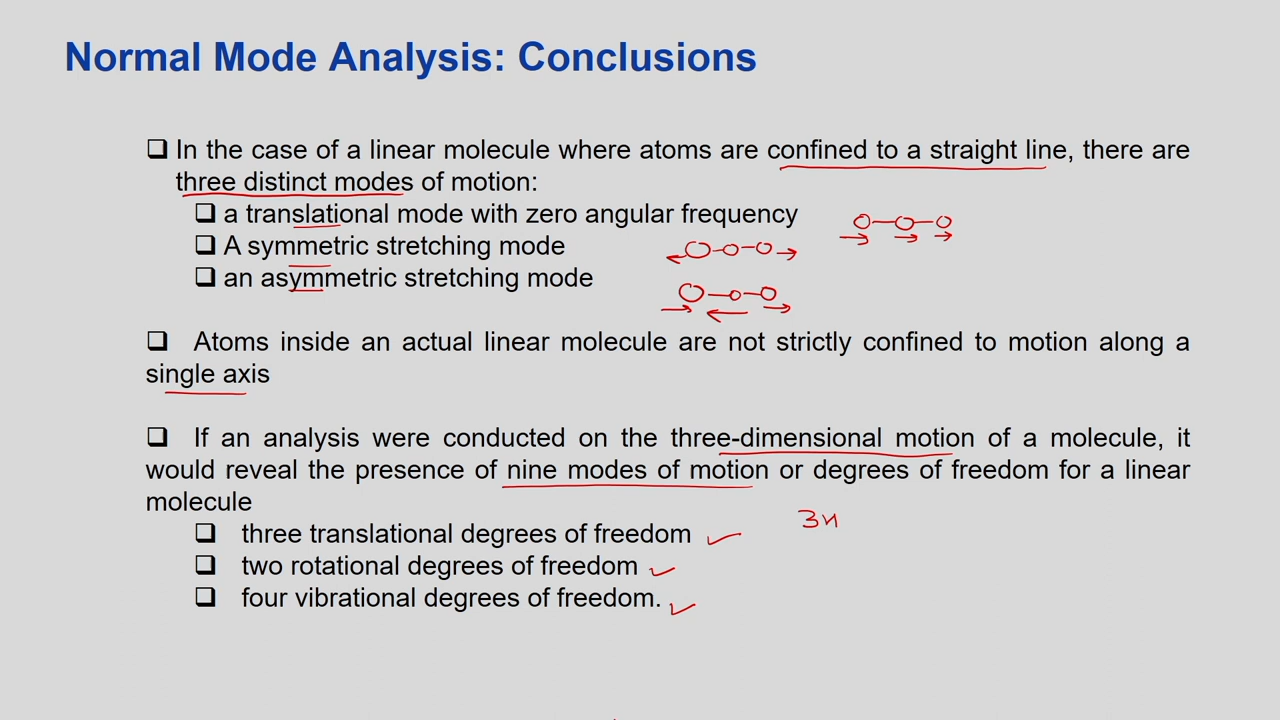 Normal Mode Analysis: Conclusions
In the case of a linear molecule where atoms are confined to a straight line, there are
three distinct modes of motion:
a translational mode with zero angular frequency
A symmetric stretching mode
an asymmetric stretching mode
Atoms inside an actual linear molecule are not strictly confined to motion along a
single axis
If an analysis were conducted on the three-dimensional motion of a molecule, it
would reveal the presence of nine modes of motion or degrees of freedom for a linear
molecule
3N
three translational degrees of freedom
two rotational degrees of freedom
four vibrational degrees of freedom.